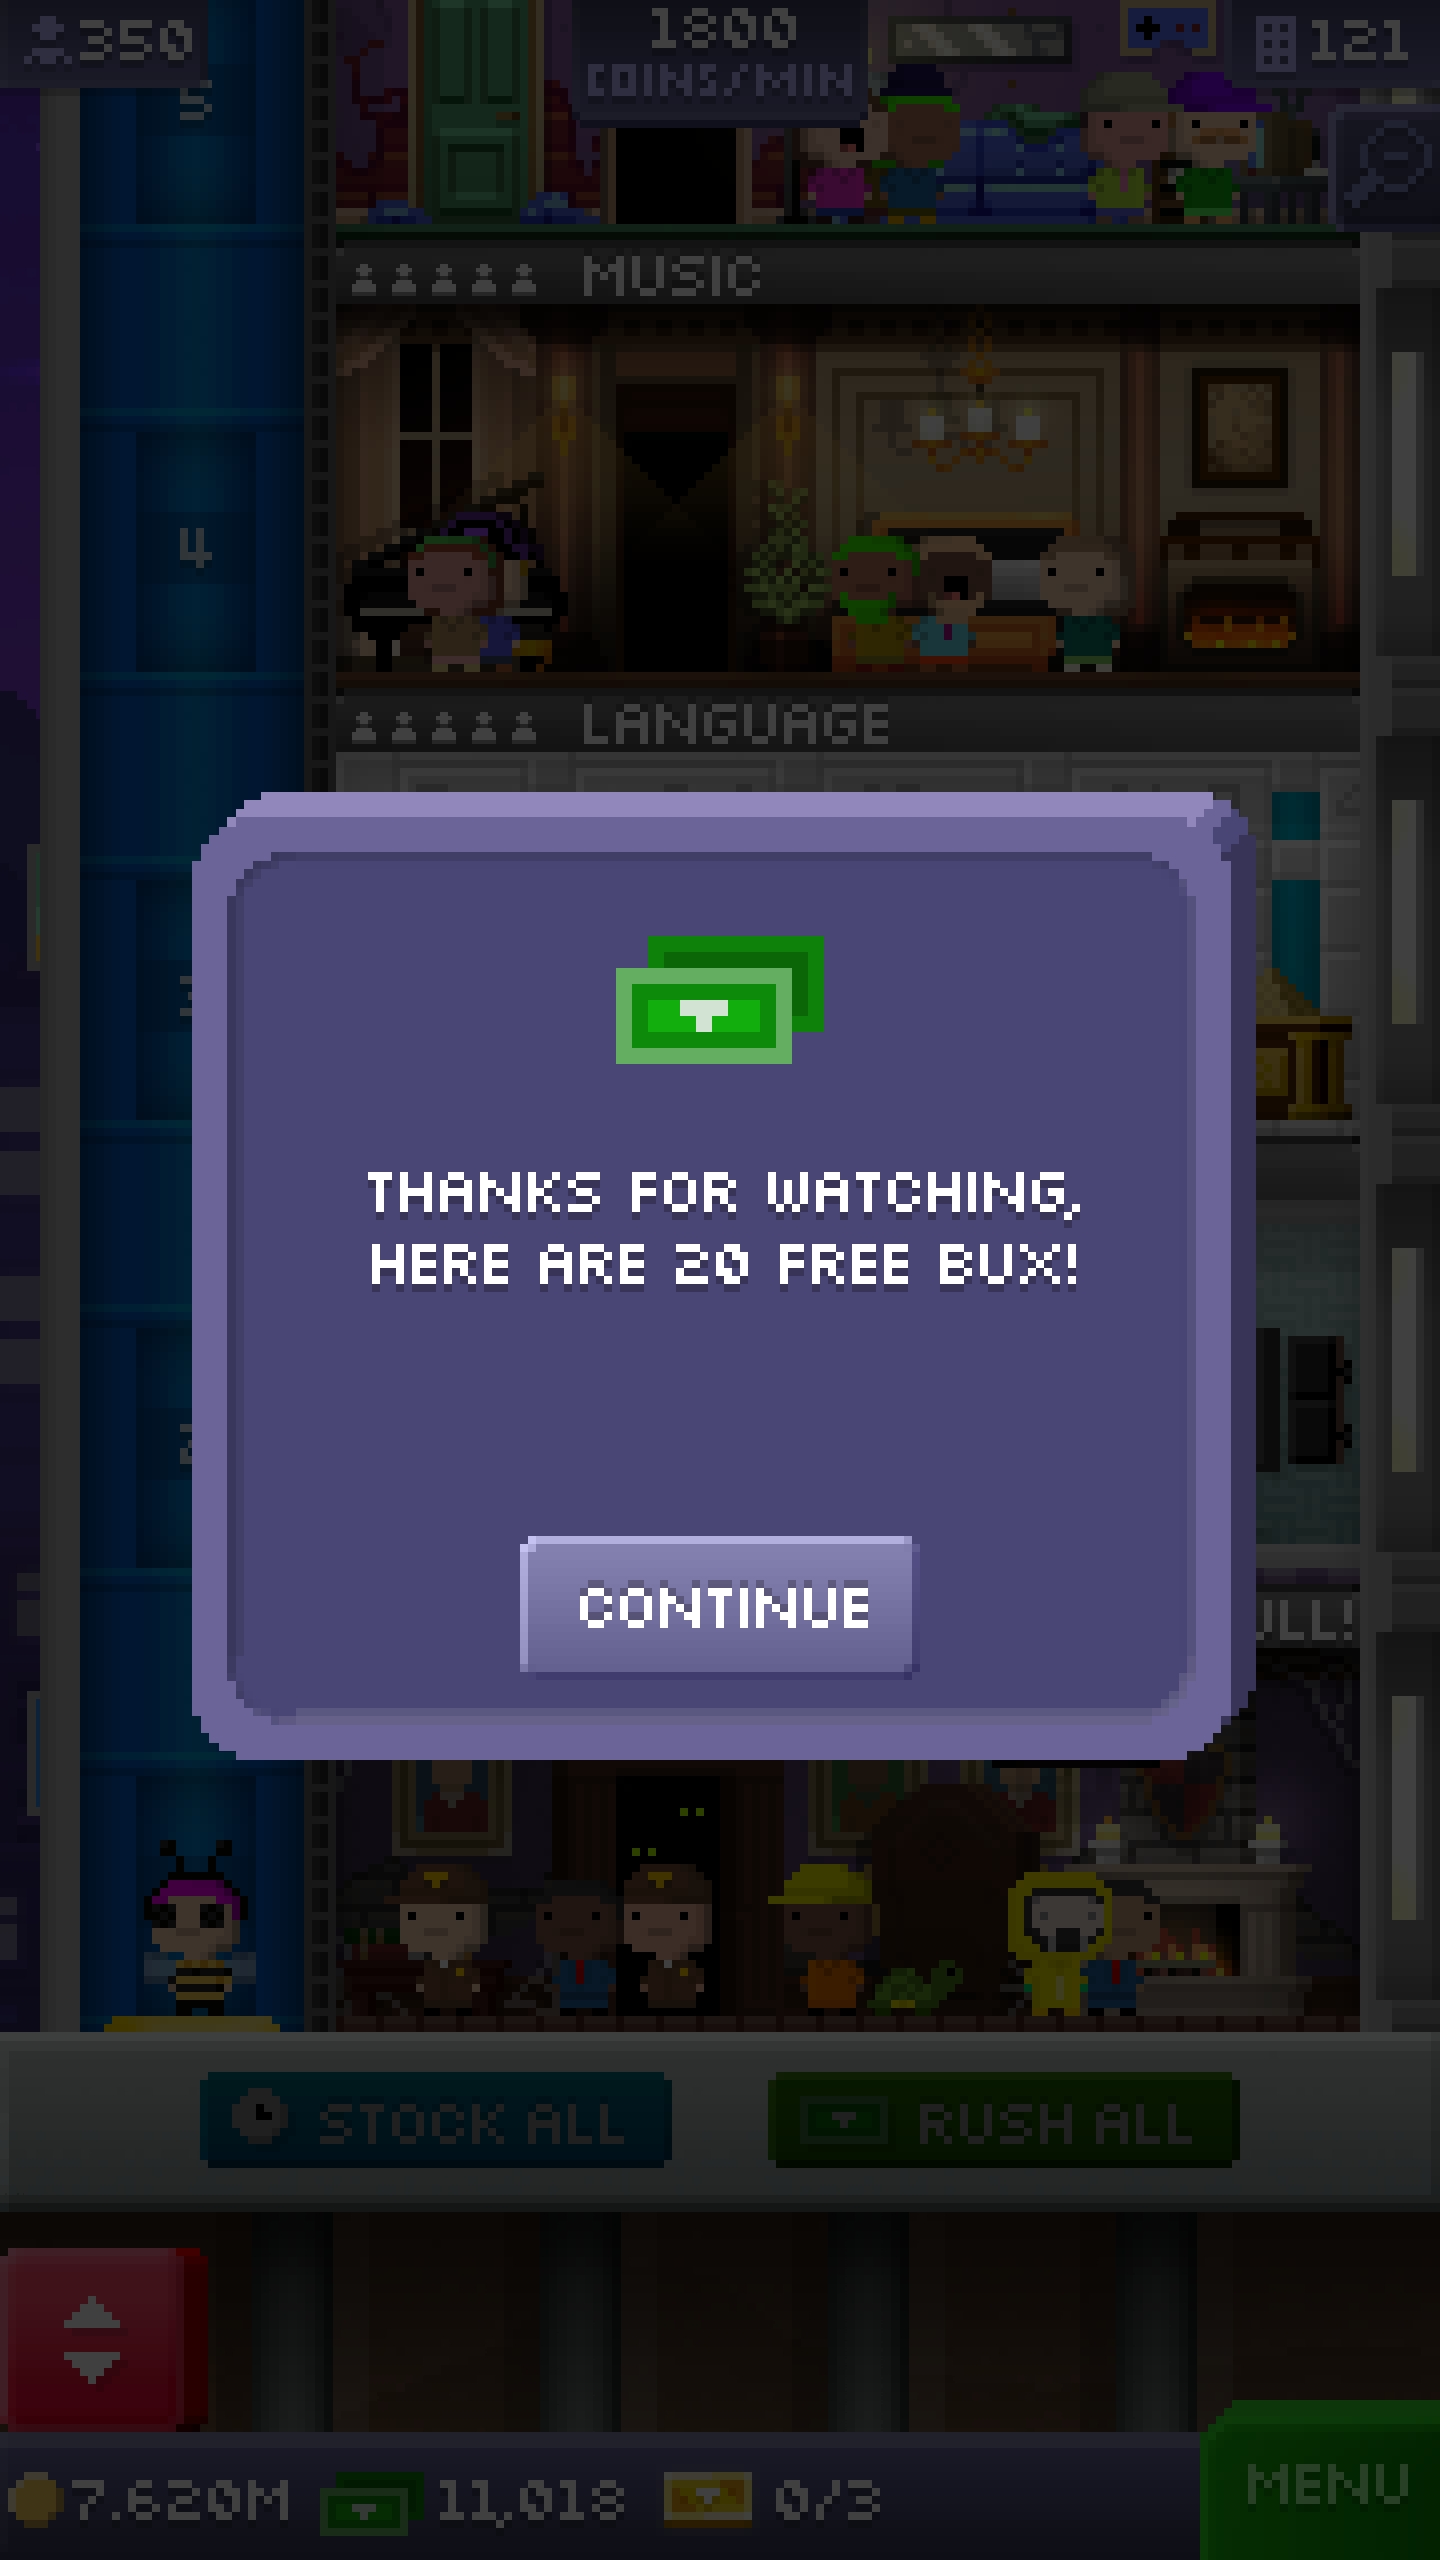 350
1800
COINS/MIN
121
5
MUSIC
4
LANGUAGE
THANKS FOR WATCHING,
HERE ARE 20 FREE BUX!
CONTINUE
STOCK ALL
RUSH ALL
7.620M
11,018
0/3
MENU